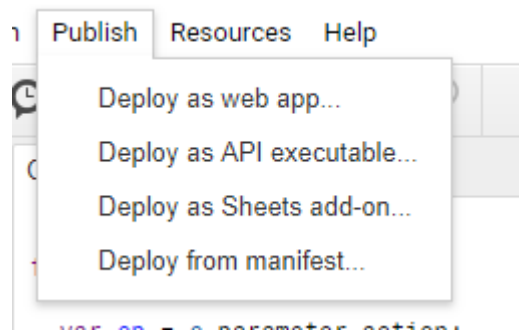 Publish Resources Help
Deploy as web app...
Deploy as API executable...
Deploy as Sheets add-on...
Deploy from manifest...